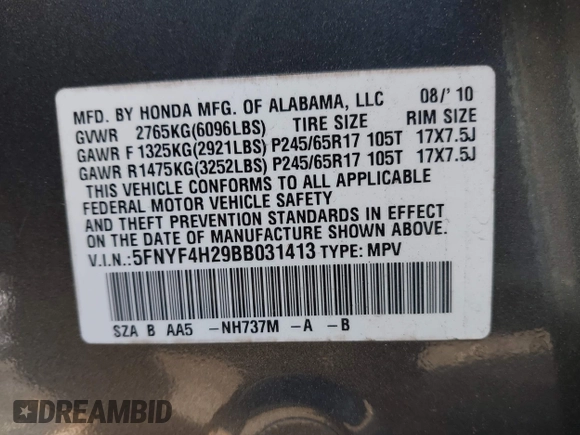 MFD. BY HONDA MFG. OF ALABAMA, LLC 08/'10
GVWR 2765KG(6096LBS) TIRE SIZE RIM SIZE
GAWR F 1325KG(2921LBS) P245/65R17 105T 17X7.5J
GAWR R1475KG(3252LBS) P245/65R17 105T 17X7.5J
THIS VEHICLE CONFORMS TO ALL APPLICABLE
FEDERAL MOTOR VEHICLE SAFETY
AND THEFT PREVENTION STANDARDS IN EFFECT
ON THE DATE OF MANUFACTURE SHOWN ABOVE.
V.I.N.:5FNYF4H29BB031413 TYPE: MPV
SZA B AA5 -NH737M -A -B
DREAMBID